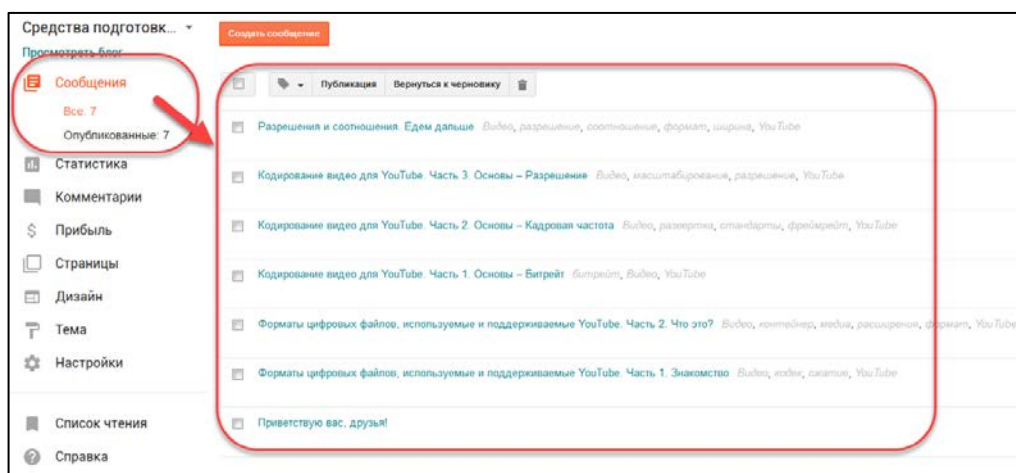 Средства подготовк...
Просмотреть блог
Сообщения
Все: 7
Опубликованные: 7
Статистика
Комментарии
Прибыль
Страницы
Дизайн
Тема
Настройки
Список чтения
Справка
Создать сообщение
Публикация Вернуться к черновику
Разрешения и соотношения. Едем дальше Видео, разрешение, соотношение, формат, ширина, YouTube
Кодирование видео для YouTube. Часть 3. Основы – Разрешение Видео, масштабирование, разрешение, YouTube
Кодирование видео для YouTube. Часть 2. Основы – Кадровая частота Видео, развертка, стандарты, фреймрейт, YouTube
Кодирование видео для YouTube. Часть 1. Основы – Битрейт битрейт, Видео, YouTube
Форматы цифровых файлов, используемые и поддерживаемые YouTube. Часть 2. Что это? Видео, контейнер, медиа, расширения, формат, YouTube
Форматы цифровых файлов, используемые и поддерживаемые YouTube. Часть 1. Знакомство Видео, кодек, сжатие, YouTube
Приветствую вас, друзья!